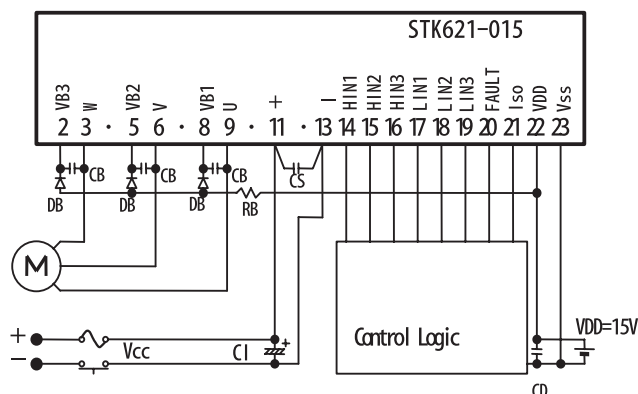 STK621-015
VB3 W VB2 V VB1 U + − HIN1 HIN2 HIN3 LIN1 LIN2 LIN3 FAULT Iso VDD Vss
2 3 · 5 6 · 8 9 · 11 · 13 14 15 16 17 18 19 20 21 22 23
CB CB CB CS
DB DB DB RB
M
+ Vcc CI + Control Logic VDD=15V
−
CD